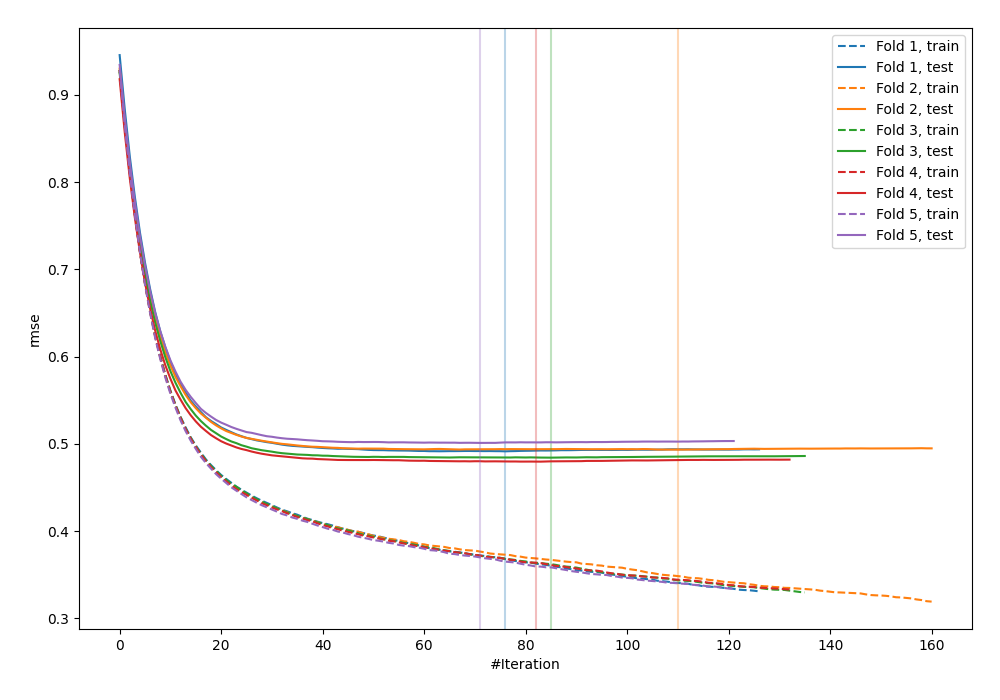 Fold 1, train
Fold 1, test
Fold 2, train
Fold 2, test
Fold 3, train
Fold 3, test
Fold 4, train
Fold 4, test
Fold 5, train
Fold 5, test
rmse
0.9
0.8
0.7
0.6
0.5
0.4
0.3
0 20 40 60 80 100 120 140 160
#Iteration